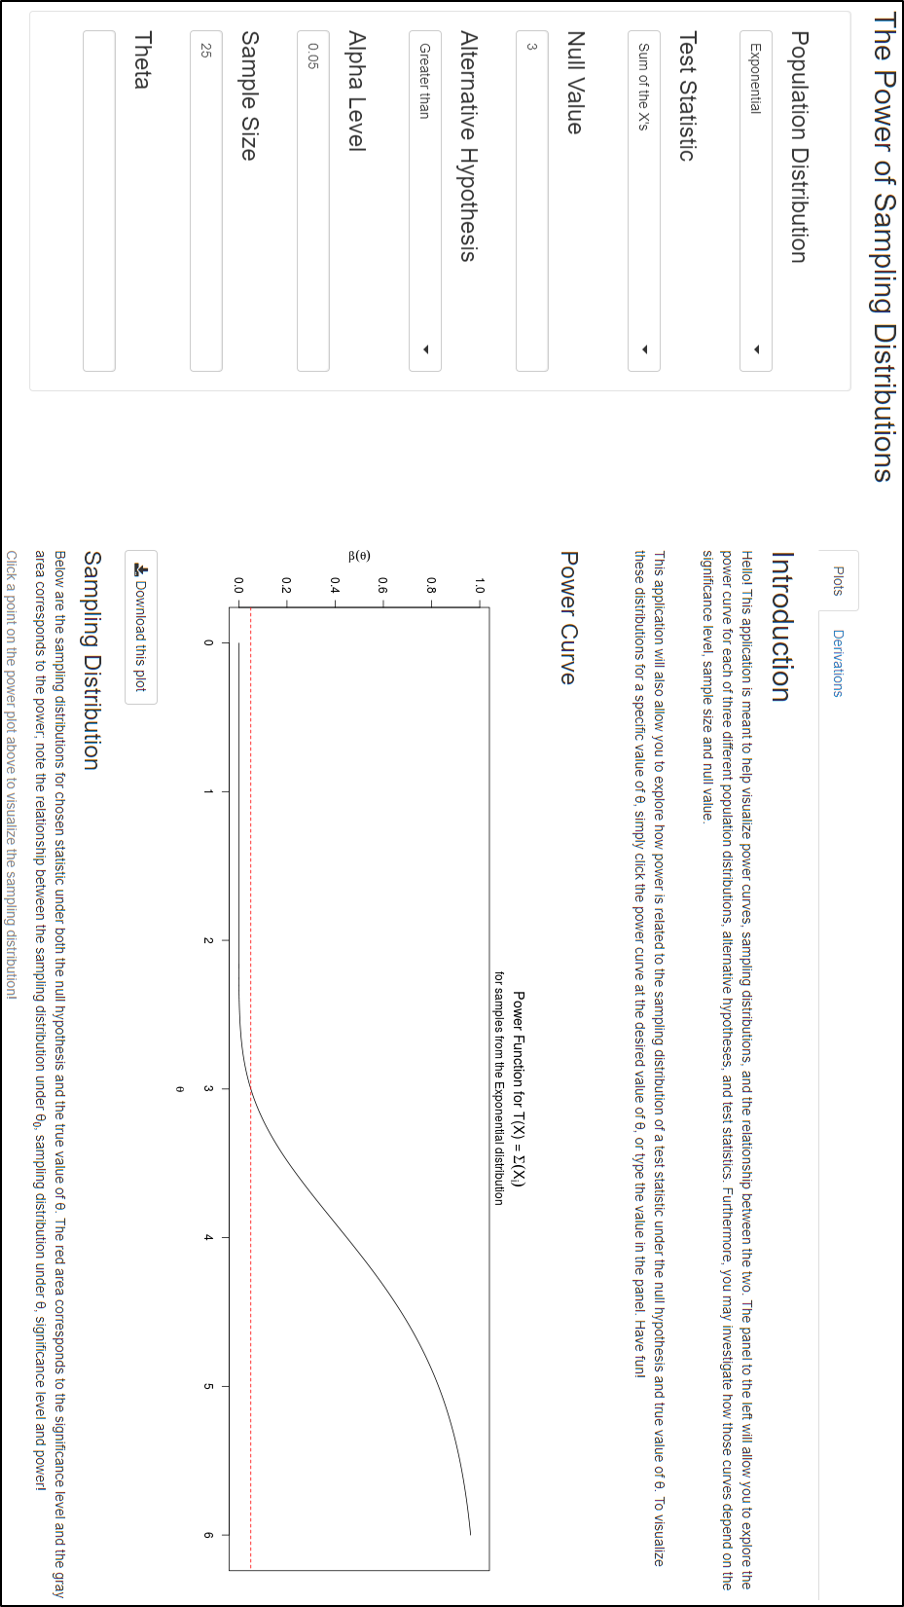 The Power of Sampling Distributions
Population Distribution
Exponential
Test Statistic
Sum of the X's
Null Value
3
Alternative Hypothesis
Greater than
Alpha Level
0.05
Sample Size
25
Theta
Plots
Derivations
Introduction
Hello! This application is meant to help visualize power curves, sampling distributions, and the relationship between the two. The panel to the left will allow you to explore the
power curve for each of three different population distributions, alternative hypotheses, and test statistics. Furthermore, you may investigate how those curves depend on the
significance level, sample size and null value.
This application will also allow you to explore how power is related to the sampling distribution of a test statistic under the null hypothesis and true value of θ. To visualize
these distributions for a specific value of θ, simply click the power curve at the desired value of θ, or type the value in the panel. Have fun!
Power Curve
Power Function for T(X) = Σ(Xᵢ)
for samples from the Exponential distribution
β(θ)
1.0
0.8
0.6
0.4
0.2
0.0
0 1 2 3 4 5 6
θ
Download this plot
Sampling Distribution
Below are the sampling distributions for chosen statistic under both the null hypothesis and the true value of θ. The red area corresponds to the significance level and the gray
area corresponds to the power; note the relationship between the sampling distribution under θ₀, sampling distribution under θ, significance level and power!
Click a point on the power plot above to visualize the sampling distribution!